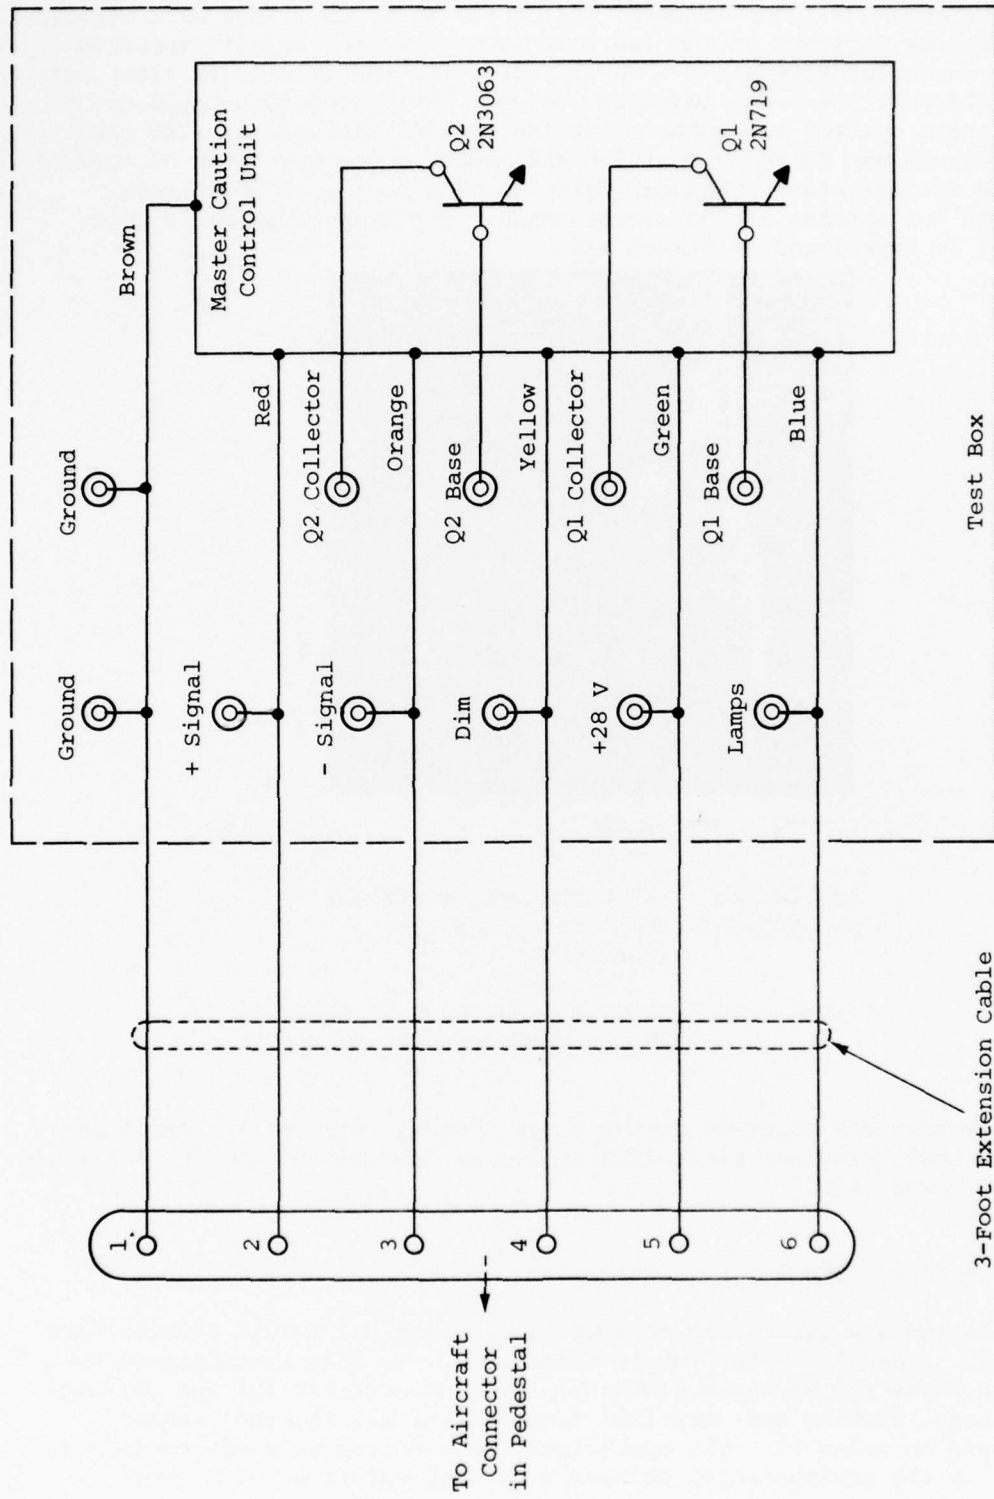 To Aircraft
Connector
in Pedestal
1
2
3
4
5
6
3-Foot Extension Cable
Ground
+ Signal
- Signal
Dim
+28 V
Lamps
Ground
Q2 Collector
Q2 Base
Q1 Collector
Q1 Base
Brown
Red
Orange
Yellow
Green
Blue
Master Caution
Control Unit
Q2
2N3063
Q1
2N719
Test Box